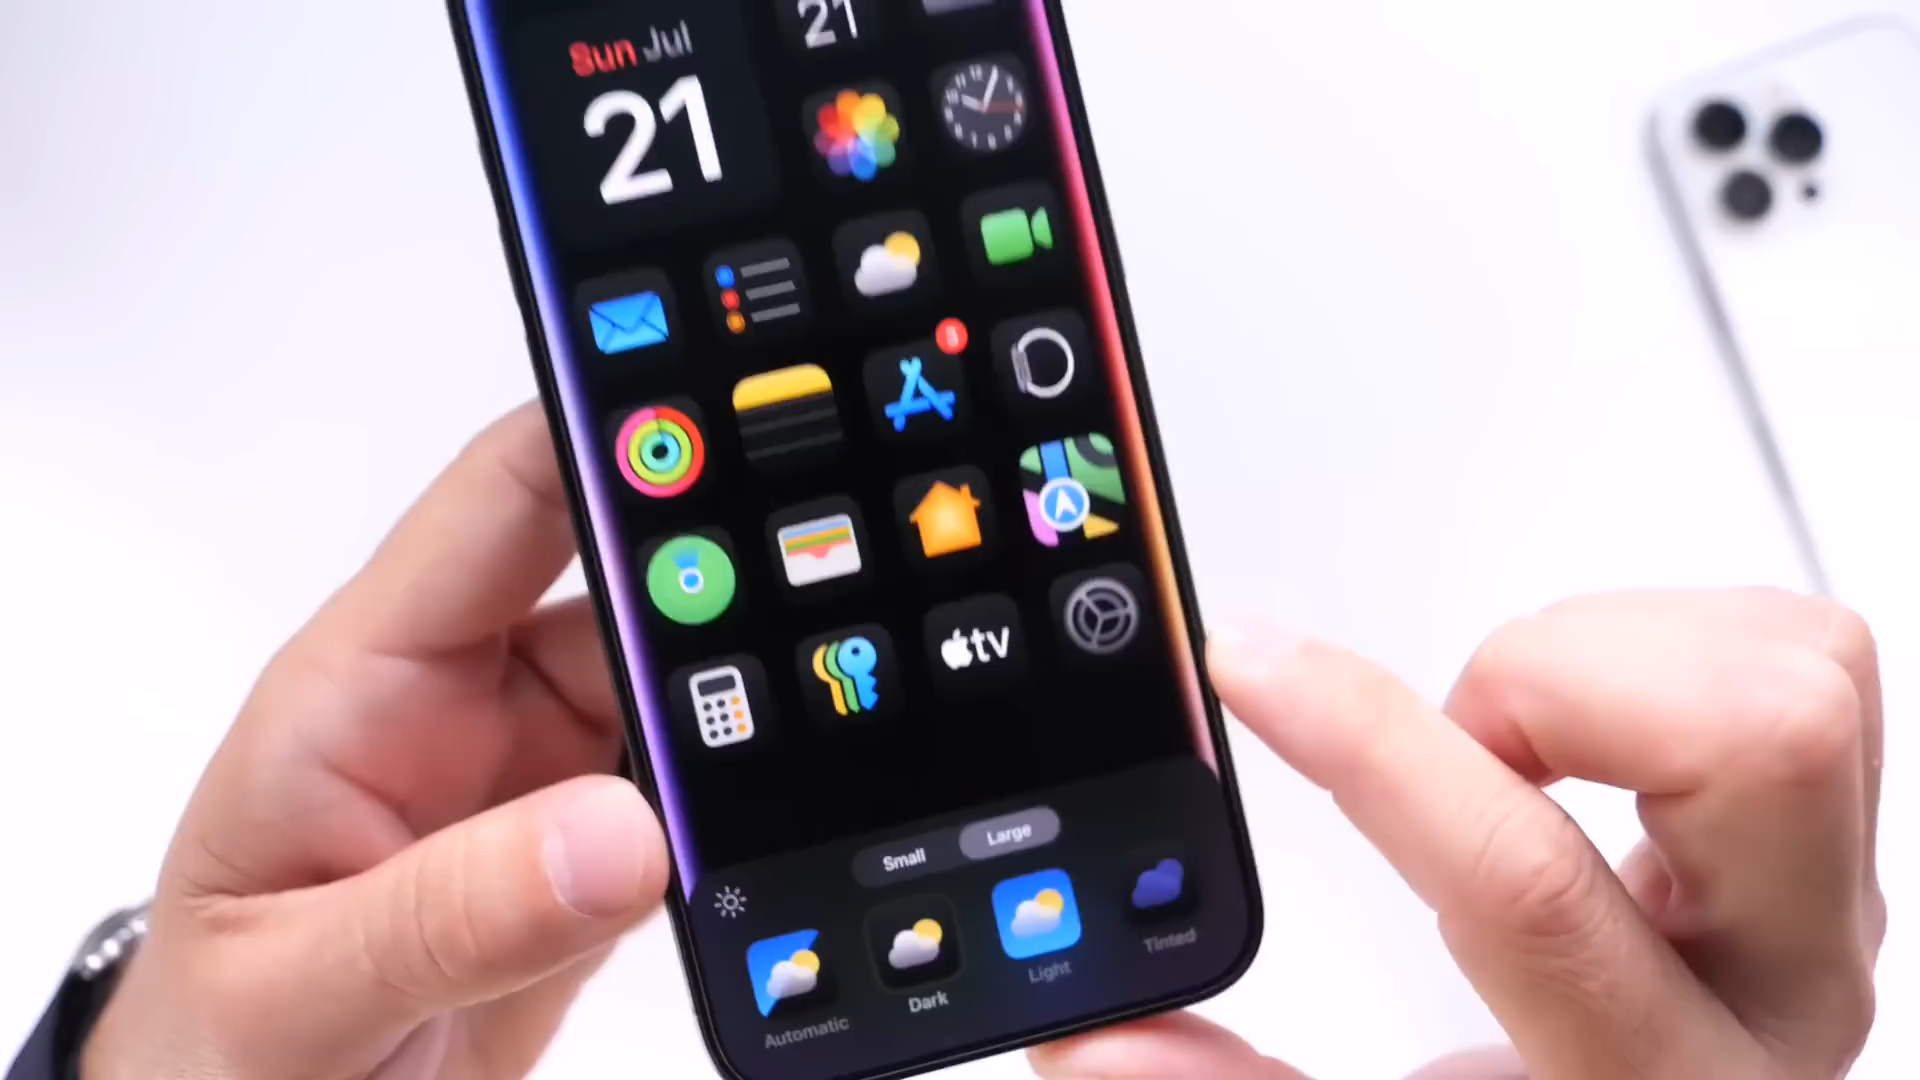 Sun Jul
21
21
tv
Small
Large
Automatic
Dark
Light
Tinted